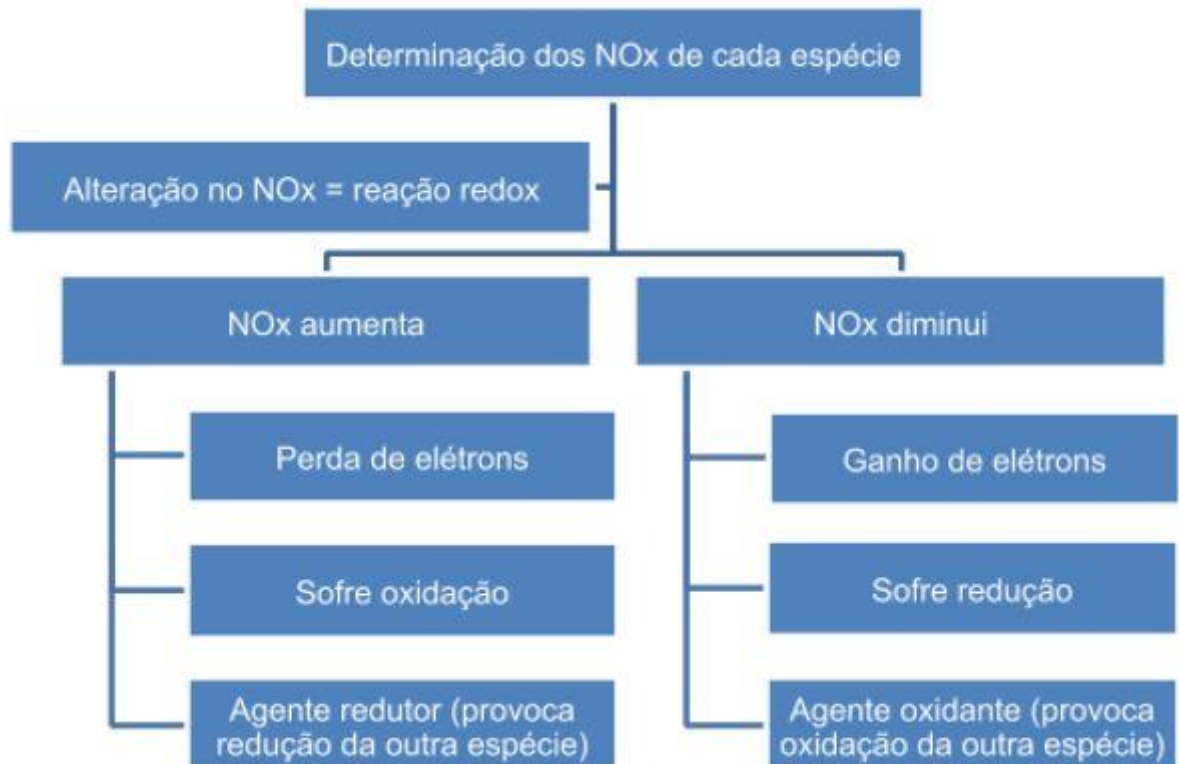 Determinação dos NOx de cada espécie
Alteração no NOx = reação redox
NOx aumenta
NOx diminui
Perda de elétrons
Ganho de elétrons
Sofre oxidação
Sofre redução
Agente redutor (provoca
redução da outra espécie)
Agente oxidante (provoca
oxidação da outra espécie)